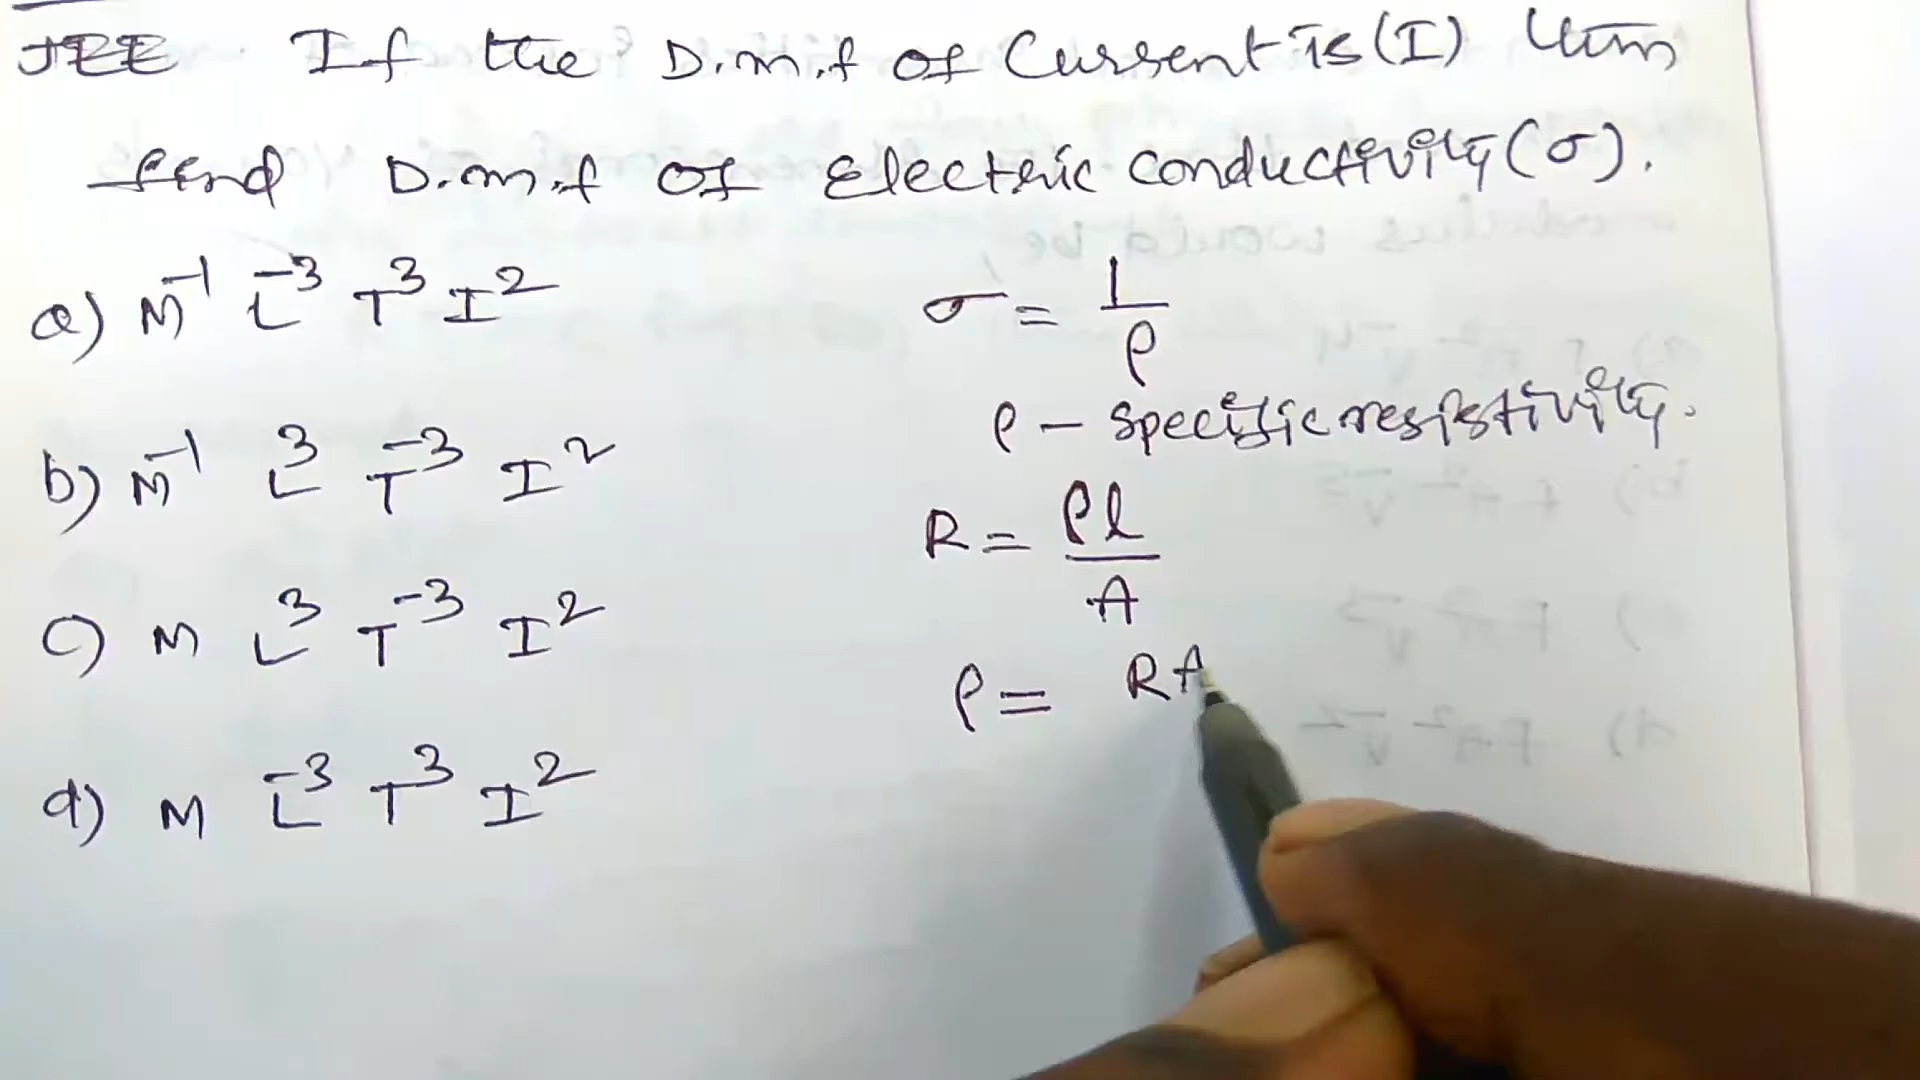 JEE If the D.m.f of Current is (I) then
find D.m.f of Electric conductivity (σ).
a) M⁻¹ L⁻³ T³ I²
b) M⁻¹ L³ T⁻³ I²
c) M L³ T⁻³ I²
d) M L⁻³ T³ I²
σ = 1/ρ
ρ – specific resistivity.
R = ρl/A
ρ = RA